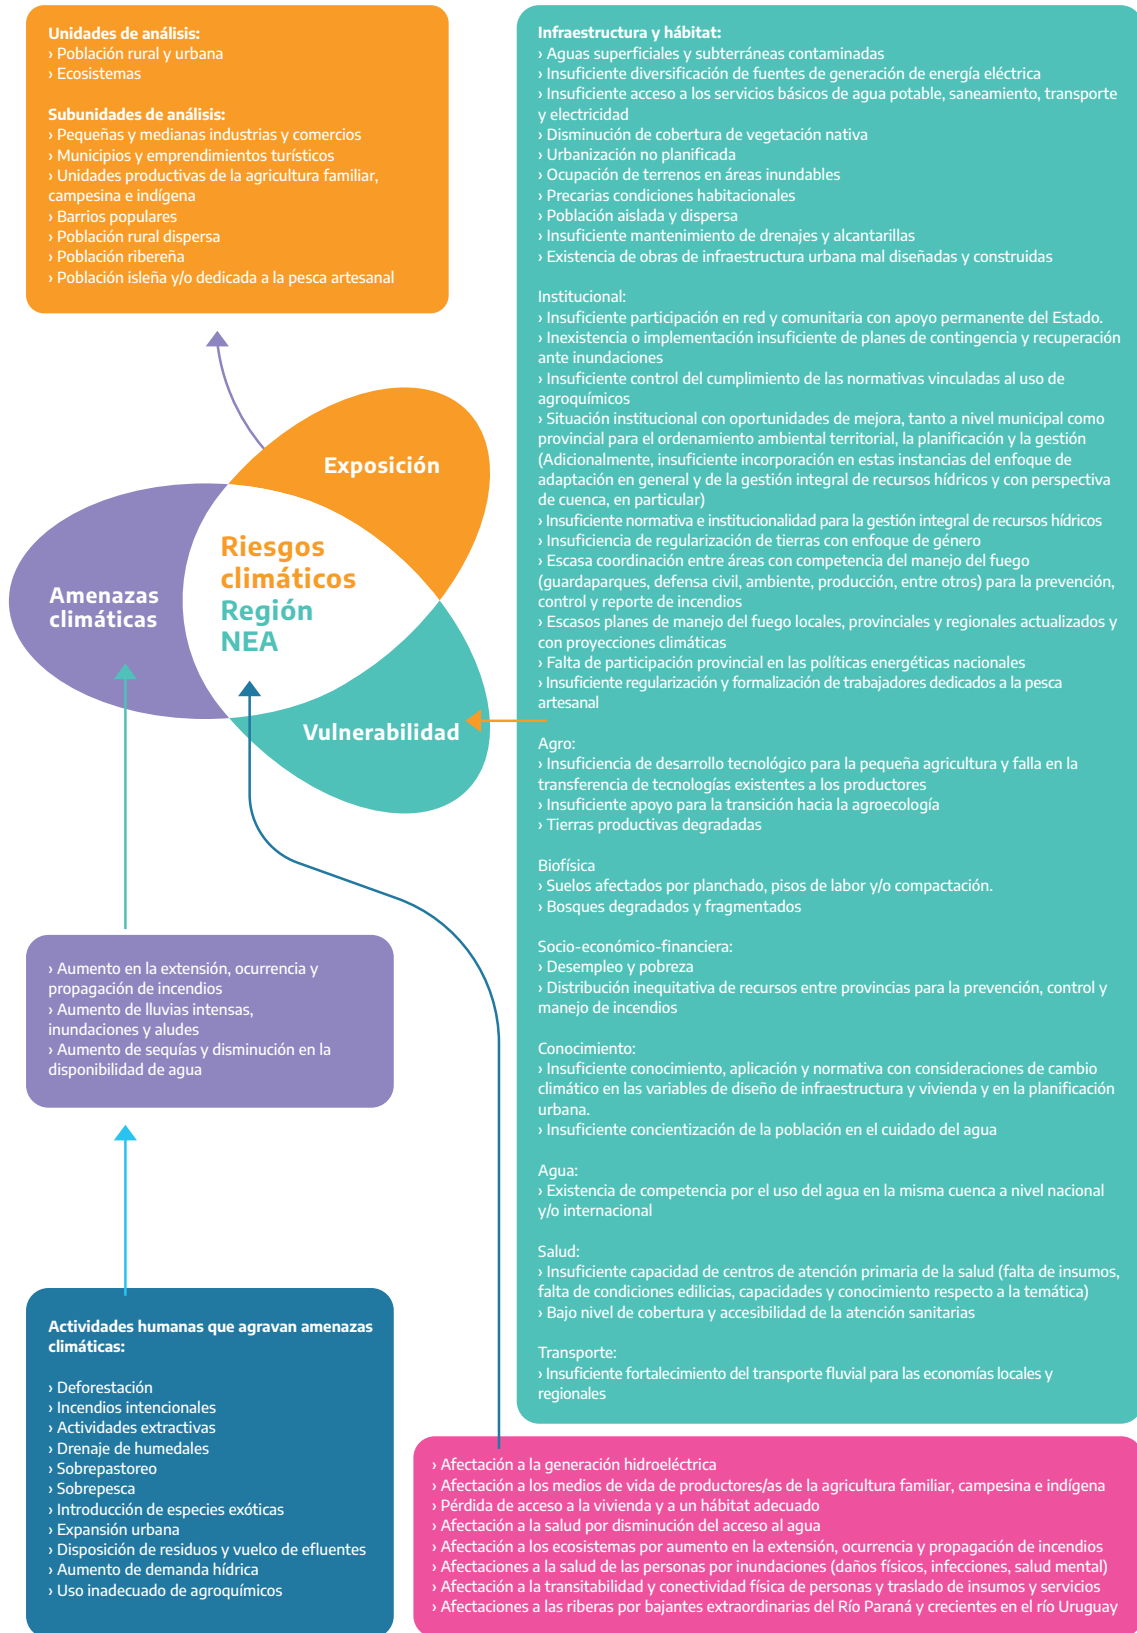 Unidades de análisis:
› Población rural y urbana
› Ecosistemas
Subunidades de análisis:
› Pequeñas y medianas industrias y comercios
› Municipios y emprendimientos turísticos
› Unidades productivas de la agricultura familiar,
campesina e indígena
› Barrios populares
› Población rural dispersa
› Población ribereña
› Población isleña y/o dedicada a la pesca artesanal
Exposición
Amenazas
climáticas
Riesgos
climáticos
Región
NEA
Vulnerabilidad
› Aumento en la extensión, ocurrencia y
propagación de incendios
› Aumento de lluvias intensas,
inundaciones y aludes
› Aumento de sequías y disminución en la
disponibilidad de agua
Actividades humanas que agravan amenazas
climáticas:
› Deforestación
› Incendios intencionales
› Actividades extractivas
› Drenaje de humedales
› Sobrepastoreo
› Sobrepesca
› Introducción de especies exóticas
› Expansión urbana
› Disposición de residuos y vuelco de efluentes
› Aumento de demanda hídrica
› Uso inadecuado de agroquímicos
Infraestructura y hábitat:
› Aguas superficiales y subterráneas contaminadas
› Insuficiente diversificación de fuentes de generación de energía eléctrica
› Insuficiente acceso a los servicios básicos de agua potable, saneamiento, transporte
y electricidad
› Disminución de cobertura de vegetación nativa
› Urbanización no planificada
› Ocupación de terrenos en áreas inundables
› Precarias condiciones habitacionales
› Población aislada y dispersa
› Insuficiente mantenimiento de drenajes y alcantarillas
› Existencia de obras de infraestructura urbana mal diseñadas y construidas
Institucional:
› Insuficiente participación en red y comunitaria con apoyo permanente del Estado.
› Inexistencia o implementación insuficiente de planes de contingencia y recuperación
ante inundaciones
› Insuficiente control del cumplimiento de las normativas vinculadas al uso de
agroquímicos
› Situación institucional con oportunidades de mejora, tanto a nivel municipal como
provincial para el ordenamiento ambiental territorial, la planificación y la gestión
(Adicionalmente, insuficiente incorporación en estas instancias del enfoque de
adaptación en general y de la gestión integral de recursos hídricos y con perspectiva
de cuenca, en particular)
› Insuficiente normativa e institucionalidad para la gestión integral de recursos hídricos
› Insuficiencia de regularización de tierras con enfoque de género
› Escasa coordinación entre áreas con competencia del manejo del fuego
(guardaparques, defensa civil, ambiente, producción, entre otros) para la prevención,
control y reporte de incendios
› Escasos planes de manejo del fuego locales, provinciales y regionales actualizados y
con proyecciones climáticas
› Falta de participación provincial en las políticas energéticas nacionales
› Insuficiente regularización y formalización de trabajadores dedicados a la pesca
artesanal
Agro:
› Insuficiencia de desarrollo tecnológico para la pequeña agricultura y falla en la
transferencia de tecnologías existentes a los productores
› Insuficiente apoyo para la transición hacia la agroecología
› Tierras productivas degradadas
Biofísica
› Suelos afectados por planchado, pisos de labor y/o compactación.
› Bosques degradados y fragmentados
Socio-económico-financiera:
› Desempleo y pobreza
› Distribución inequitativa de recursos entre provincias para la prevención, control y
manejo de incendios
Conocimiento:
› Insuficiente conocimiento, aplicación y normativa con consideraciones de cambio
climático en las variables de diseño de infraestructura y vivienda y en la planificación
urbana.
› Insuficiente concientización de la población en el cuidado del agua
Agua:
› Existencia de competencia por el uso del agua en la misma cuenca a nivel nacional
y/o internacional
Salud:
› Insuficiente capacidad de centros de atención primaria de la salud (falta de insumos,
falta de condiciones edilicias, capacidades y conocimiento respecto a la temática)
› Bajo nivel de cobertura y accesibilidad de la atención sanitarias
Transporte:
› Insuficiente fortalecimiento del transporte fluvial para las economías locales y
regionales
› Afectación a la generación hidroeléctrica
› Afectación a los medios de vida de productores/as de la agricultura familiar, campesina e indígena
› Pérdida de acceso a la vivienda y a un hábitat adecuado
› Afectación a la salud por disminución del acceso al agua
› Afectación a los ecosistemas por aumento en la extensión, ocurrencia y propagación de incendios
› Afectaciones a la salud de las personas por inundaciones (daños físicos, infecciones, salud mental)
› Afectación a la transitabilidad y conectividad física de personas y traslado de insumos y servicios
› Afectaciones a las riberas por bajantes extraordinarias del Río Paraná y crecientes en el río Uruguay